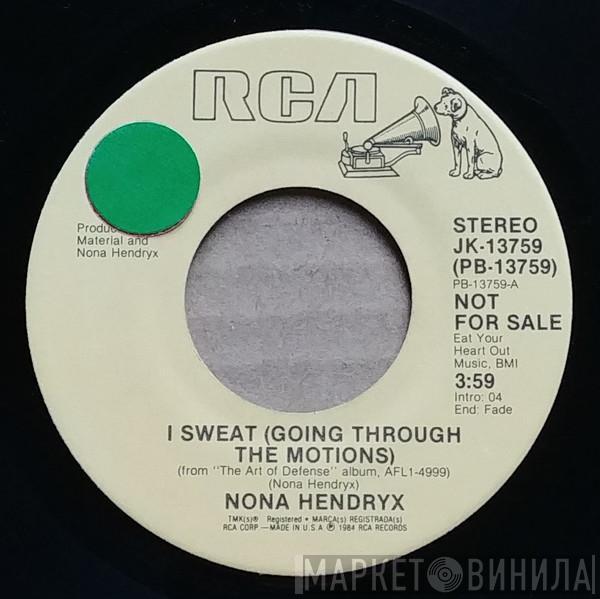 RCA
Material and
Nona Hendryx
STEREO
JK-13759
(PB-13759)
PB-13759-A
NOT
FOR SALE
Eat Your
Heart Out
Music, BMI
3:59
Intro: 04
End: Fade
I SWEAT (GOING THROUGH
THE MOTIONS)
(from "The Art of Defense" album, AFL1-4999)
(Nona Hendryx)
NONA HENDRYX
TMK(s)® Registered • MARCA(s) REGISTRADA(s)
RCA CORP —MADE IN U.S.A ℗ 1984 RCA RECORDS
МАРКЕТ ВИНИЛА